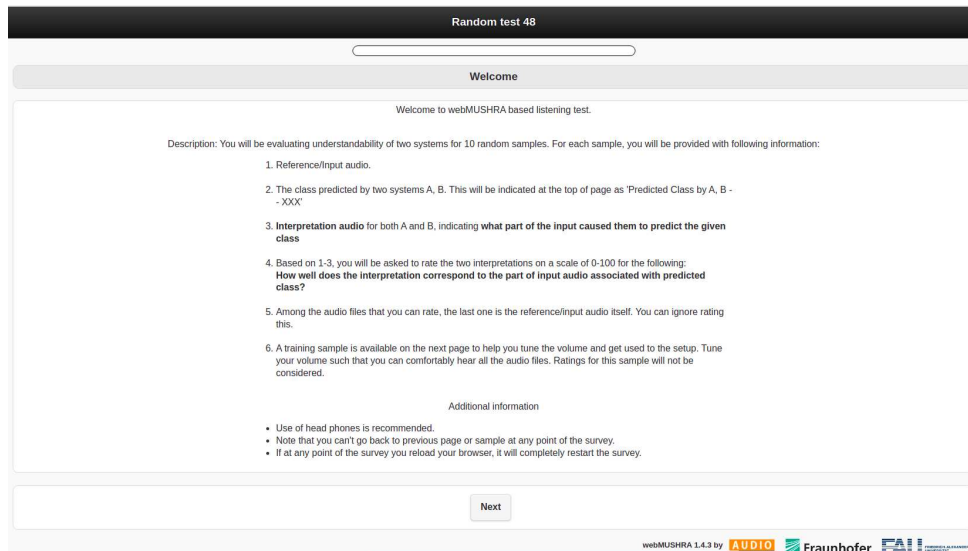 Random test 48
Welcome
Welcome to webMUSHRA based listening test.
Description: You will be evaluating understandability of two systems for 10 random samples. For each sample, you will be provided with following information:
1. Reference/Input audio.
2. The class predicted by two systems A, B. This will be indicated at the top of page as 'Predicted Class by A, B -
- XXX'
3. Interpretation audio for both A and B, indicating what part of the input caused them to predict the given
class
4. Based on 1-3, you will be asked to rate the two interpretations on a scale of 0-100 for the following:
How well does the interpretation correspond to the part of input audio associated with predicted
class?
5. Among the audio files that you can rate, the last one is the reference/input audio itself. You can ignore rating
this.
6. A training sample is available on the next page to help you tune the volume and get used to the setup. Tune
your volume such that you can comfortably hear all the audio files. Ratings for this sample will not be
considered.
Additional information
• Use of head phones is recommended.
• Note that you can't go back to previous page or sample at any point of the survey.
• If at any point of the survey you reload your browser, it will completely restart the survey.
Next
webMUSHRA 1.4.3 by AUDIO Fraunhofer FAU